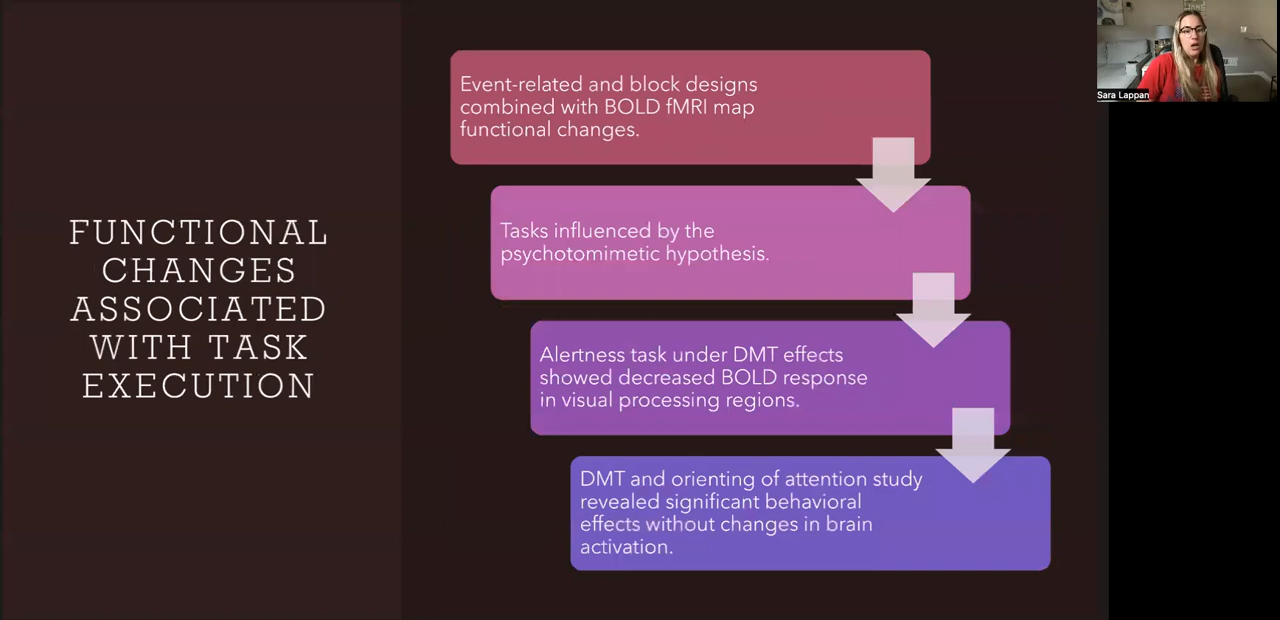 FUNCTIONAL
CHANGES
ASSOCIATED
WITH TASK
EXECUTION
Event-related and block designs
combined with BOLD fMRI map
functional changes.
Tasks influenced by the
psychotomimetic hypothesis.
Alertness task under DMT effects
showed decreased BOLD response
in visual processing regions.
DMT and orienting of attention study
revealed significant behavioral
effects without changes in brain
activation.
Sara Lappan